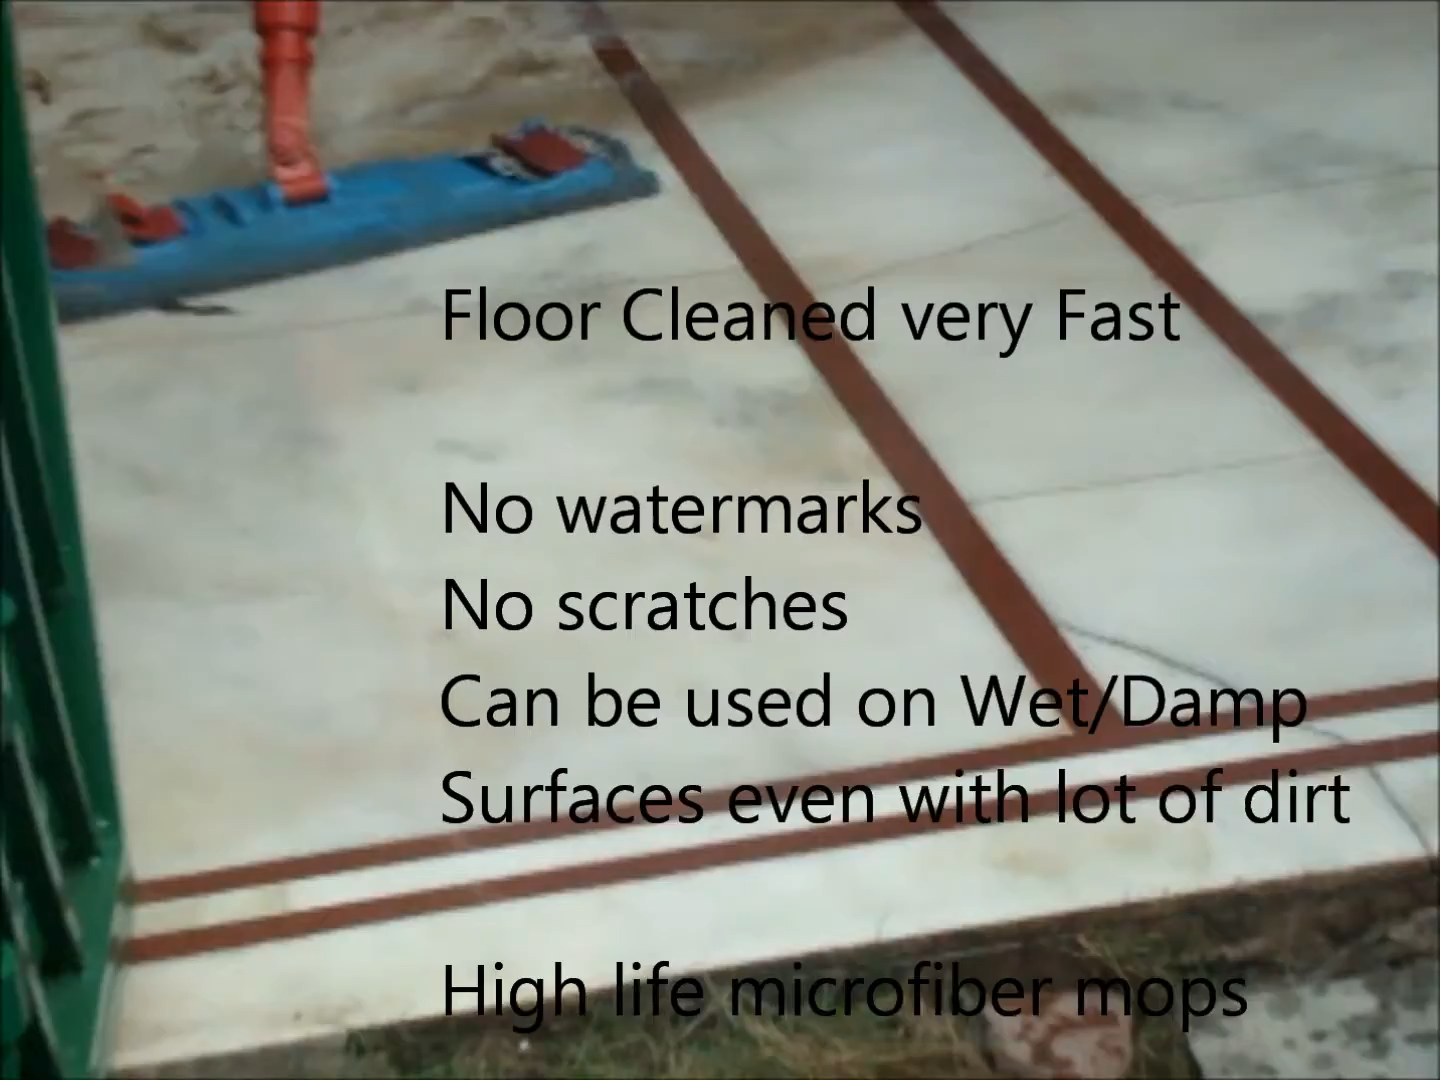 Floor Cleaned very Fast
No watermarks
No scratches
Can be used on Wet/Damp
Surfaces even with lot of dirt
High life microfiber mops